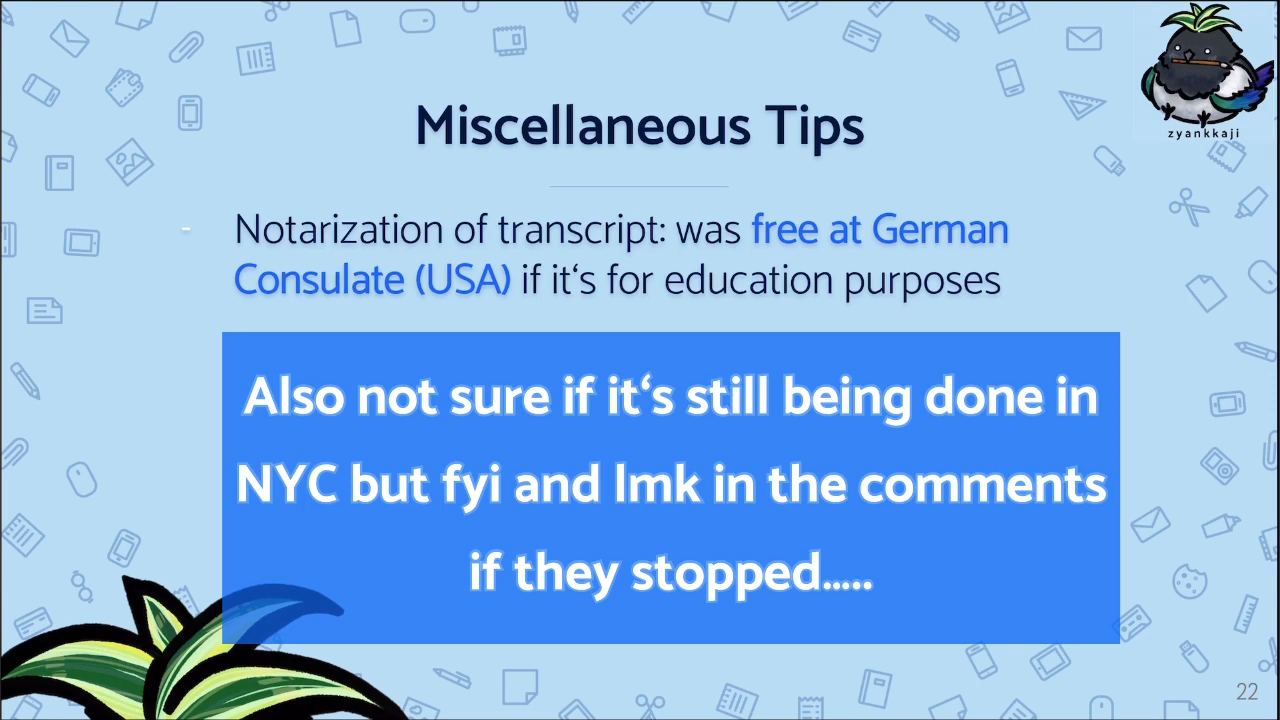 zyankkaji
Miscellaneous Tips
- Notarization of transcript: was free at German
Consulate (USA) if it‘s for education purposes
Also not sure if it‘s still being done in
NYC but fyi and lmk in the comments
if they stopped.....
22